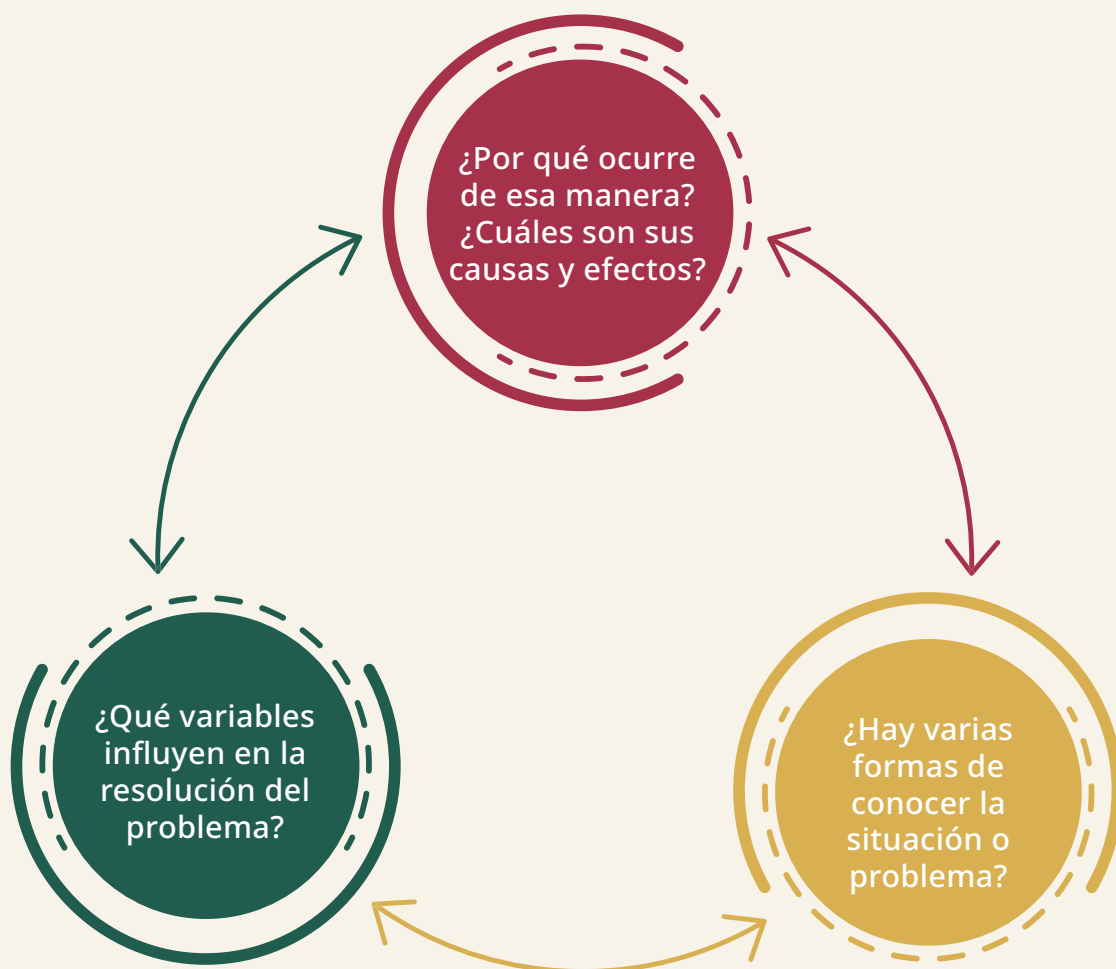 ¿Por qué ocurre
de esa manera?
¿Cuáles son sus
causas y efectos?
¿Qué variables
influyen en la
resolución del
problema?
¿Hay varias
formas de
conocer la
situación o
problema?